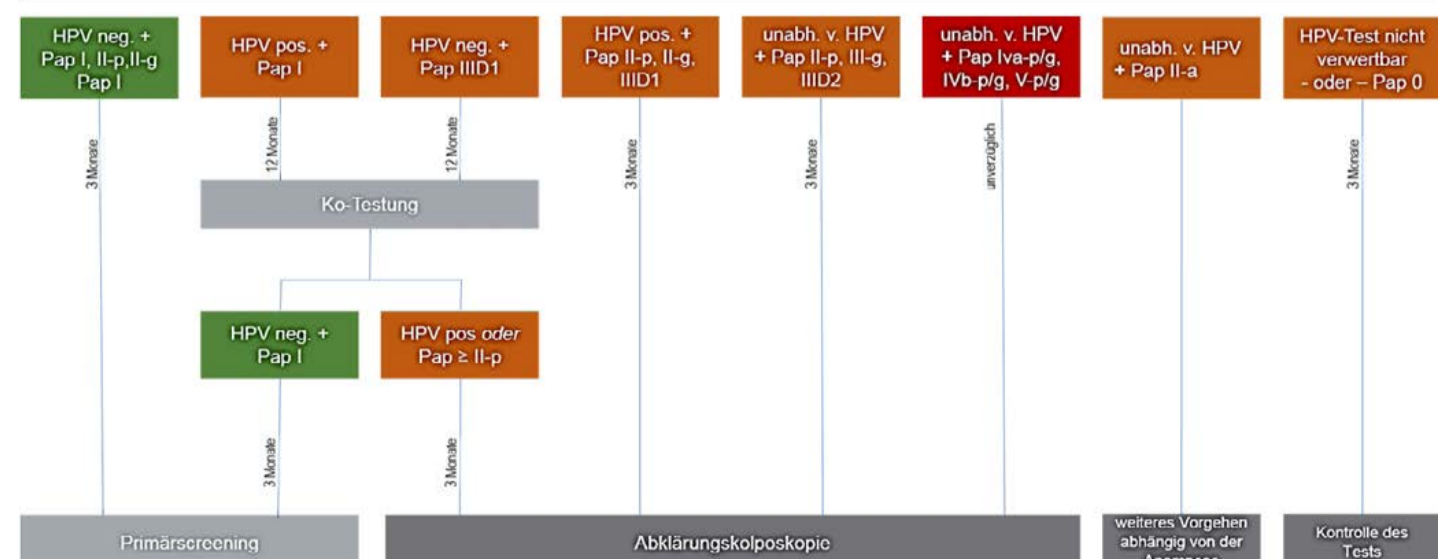 HPV neg. +
Pap I, II-p,II-g
Pap I
HPV pos. +
Pap I
HPV neg. +
Pap IIID1
HPV pos. +
Pap II-p, II-g,
IIID1
unabh. v. HPV
+ Pap II-p, III-g,
IIID2
unabh. v. HPV
+ Pap Iva-p/g,
IVb-p/g, V-p/g
unabh. v. HPV
+ Pap II-a
HPV-Test nicht
verwertbar
- oder – Pap 0
3 Monate
12 Monate
12 Monate
3 Monate
3 Monate
unverzüglich
3 Monate
Ko-Testung
HPV neg. +
Pap I
HPV pos oder
Pap ≥ II-p
3 Monate
3 Monate
Primärscreening
Abklärungskolposkopie
weiteres Vorgehen
abhängig von der
Kontrolle des
Tests